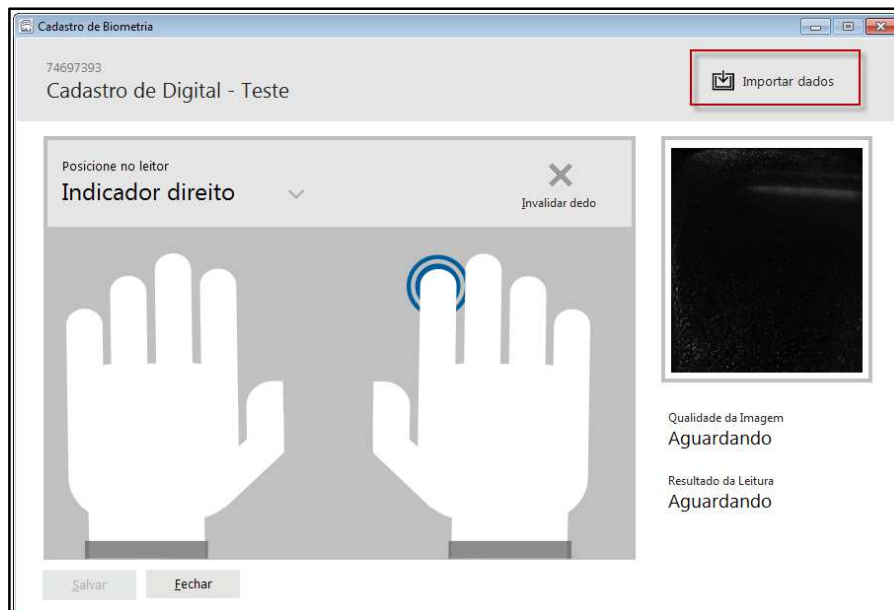 Cadastro de Biometria
74697393
Cadastro de Digital - Teste
Importar dados
Posicione no leitor
Indicador direito
Invalidar dedo
Qualidade da Imagem
Aguardando
Resultado da Leitura
Aguardando
Salvar
Fechar